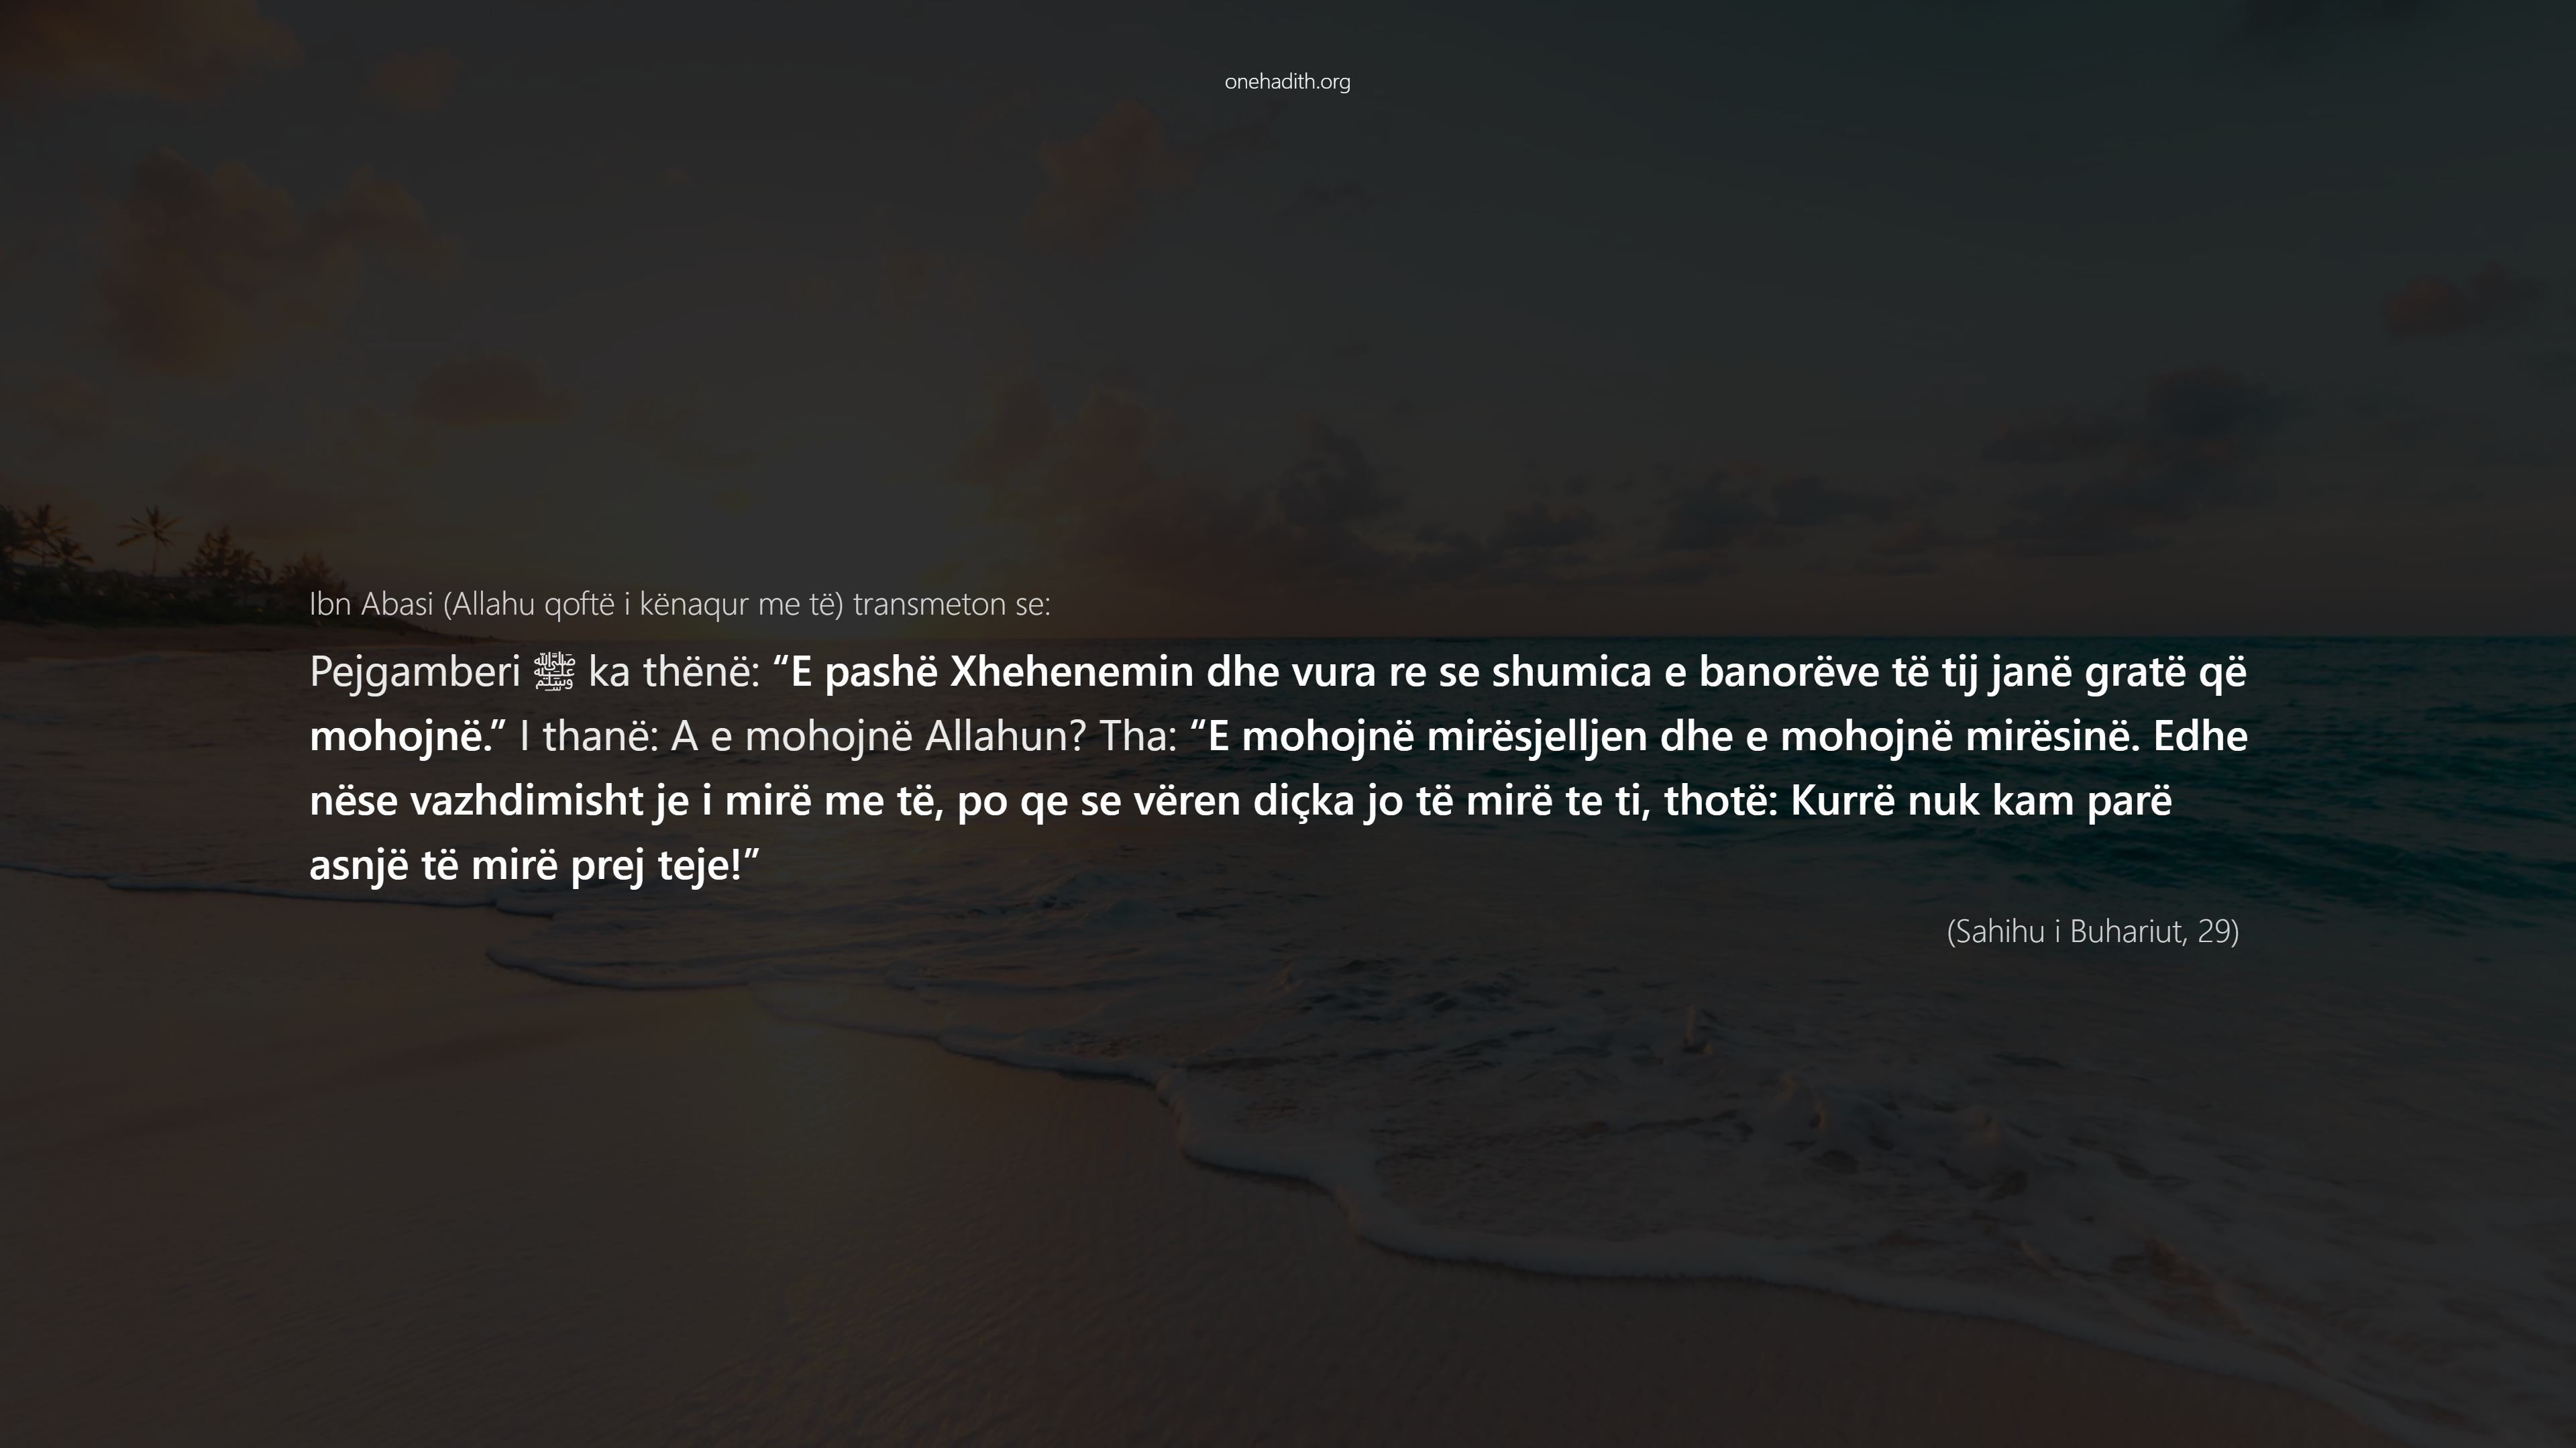 onehadith.org
Ibn Abasi (Allahu qoftë i kënaqur me të) transmeton se:
Pejgamberi ﷺ ka thënë: “E pashë Xhehenemin dhe vura re se shumica e banorëve të tij janë gratë që
mohojnë.” I thanë: A e mohojnë Allahun? Tha: “E mohojnë mirësjelljen dhe e mohojnë mirësinë. Edhe
nëse vazhdimisht je i mirë me të, po qe se vëren diçka jo të mirë te ti, thotë: Kurrë nuk kam parë
asnjë të mirë prej teje!”
(Sahihu i Buhariut, 29)